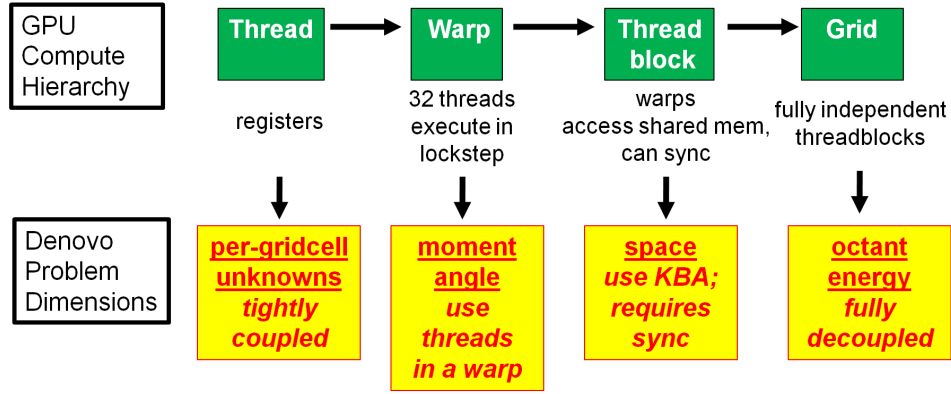 GPU
Compute
Hierarchy
Thread
Warp
Thread
block
Grid
registers
32 threads
execute in
lockstep
warps
access shared mem,
can sync
fully independent
threadblocks
Denovo
Problem
Dimensions
per-gridcell
unknowns
tightly
coupled
moment
angle
use
threads
in a warp
space
use KBA;
requires
sync
octant
energy
fully
decoupled